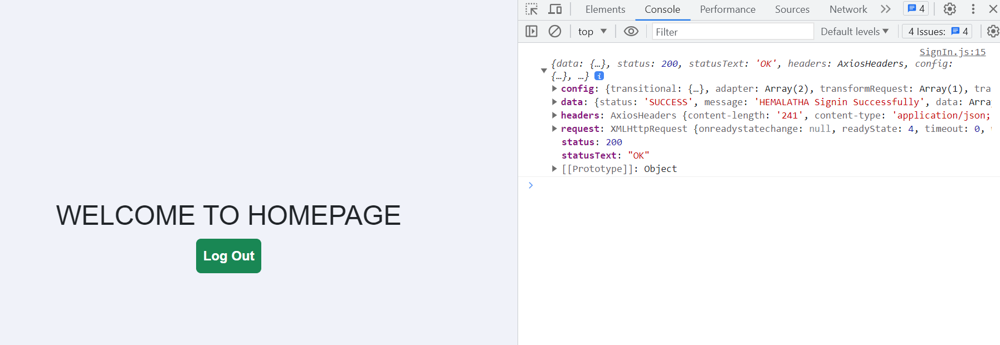 WELCOME TO HOMEPAGE
Log Out
Elements Console Performance Sources Network 4
top Filter Default levels 4 Issues: 4
SignIn.js:15
{data: {…}, status: 200, statusText: 'OK', headers: AxiosHeaders, config:
{…}, …} i
config: {transitional: {…}, adapter: Array(2), transformRequest: Array(1), tra
data: {status: 'SUCCESS', message: 'HEMALATHA Signin Successfully', data: Arra
headers: AxiosHeaders {content-length: '241', content-type: 'application/json;
request: XMLHttpRequest {onreadystatechange: null, readyState: 4, timeout: 0,
status: 200
statusText: "OK"
[[Prototype]]: Object